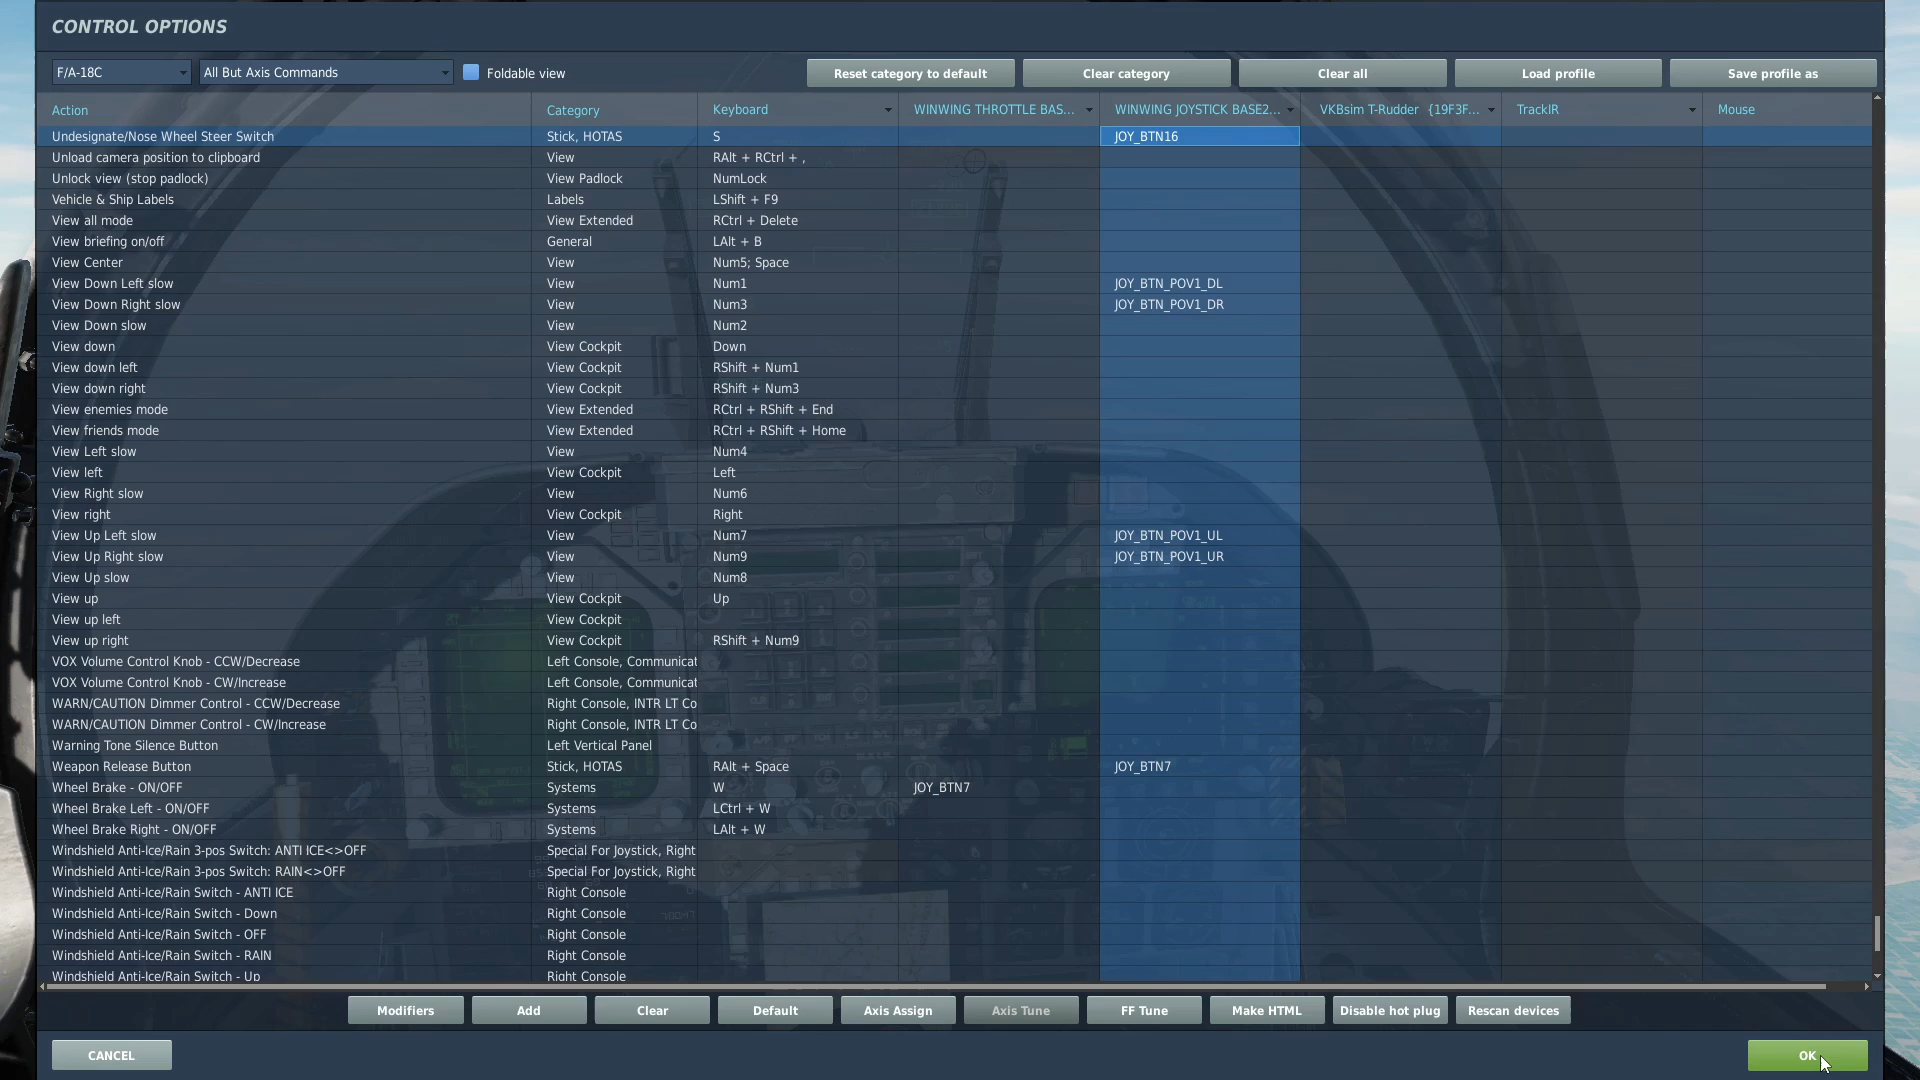 CONTROL OPTIONS
F/A-18C All But Axis Commands Foldable view Reset category to default Clear category Clear all Load profile Save profile as
Action Category Keyboard WINWING THROTTLE BAS... WINWING JOYSTICK BASE2... VKBsim T-Rudder {19F3F... TrackIR Mouse
Undesignate/Nose Wheel Steer Switch Stick, HOTAS S JOY_BTN16
Unload camera position to clipboard View RAlt + RCtrl + ,
Unlock view (stop padlock) View Padlock NumLock
Vehicle & Ship Labels Labels LShift + F9
View all mode View Extended RCtrl + Delete
View briefing on/off General LAlt + B
View Center View Num5; Space
View Down Left slow View Num1 JOY_BTN_POV1_DL
View Down Right slow View Num3 JOY_BTN_POV1_DR
View Down slow View Num2
View down View Cockpit Down
View down left View Cockpit RShift + Num1
View down right View Cockpit RShift + Num3
View enemies mode View Extended RCtrl + RShift + End
View friends mode View Extended RCtrl + RShift + Home
View Left slow View Num4
View left View Cockpit Left
View Right slow View Num6
View right View Cockpit Right
View Up Left slow View Num7 JOY_BTN_POV1_UL
View Up Right slow View Num9 JOY_BTN_POV1_UR
View Up slow View Num8
View up View Cockpit Up
View up left View Cockpit
View up right View Cockpit RShift + Num9
VOX Volume Control Knob - CCW/Decrease Left Console, Communicat
VOX Volume Control Knob - CW/Increase Left Console, Communicat
WARN/CAUTION Dimmer Control - CCW/Decrease Right Console, INTR LT Co
WARN/CAUTION Dimmer Control - CW/Increase Right Console, INTR LT Co
Warning Tone Silence Button Left Vertical Panel
Weapon Release Button Stick, HOTAS RAlt + Space JOY_BTN7
Wheel Brake - ON/OFF Systems W JOY_BTN7
Wheel Brake Left - ON/OFF Systems LCtrl + W
Wheel Brake Right - ON/OFF Systems LAlt + W
Windshield Anti-Ice/Rain 3-pos Switch: ANTI ICE<>OFF Special For Joystick, Right
Windshield Anti-Ice/Rain 3-pos Switch: RAIN<>OFF Special For Joystick, Right
Windshield Anti-Ice/Rain Switch - ANTI ICE Right Console
Windshield Anti-Ice/Rain Switch - Down Right Console
Windshield Anti-Ice/Rain Switch - OFF Right Console
Windshield Anti-Ice/Rain Switch - RAIN Right Console
Windshield Anti-Ice/Rain Switch - Up Right Console
Modifiers Add Clear Default Axis Assign Axis Tune FF Tune Make HTML Disable hot plug Rescan devices
CANCEL OK